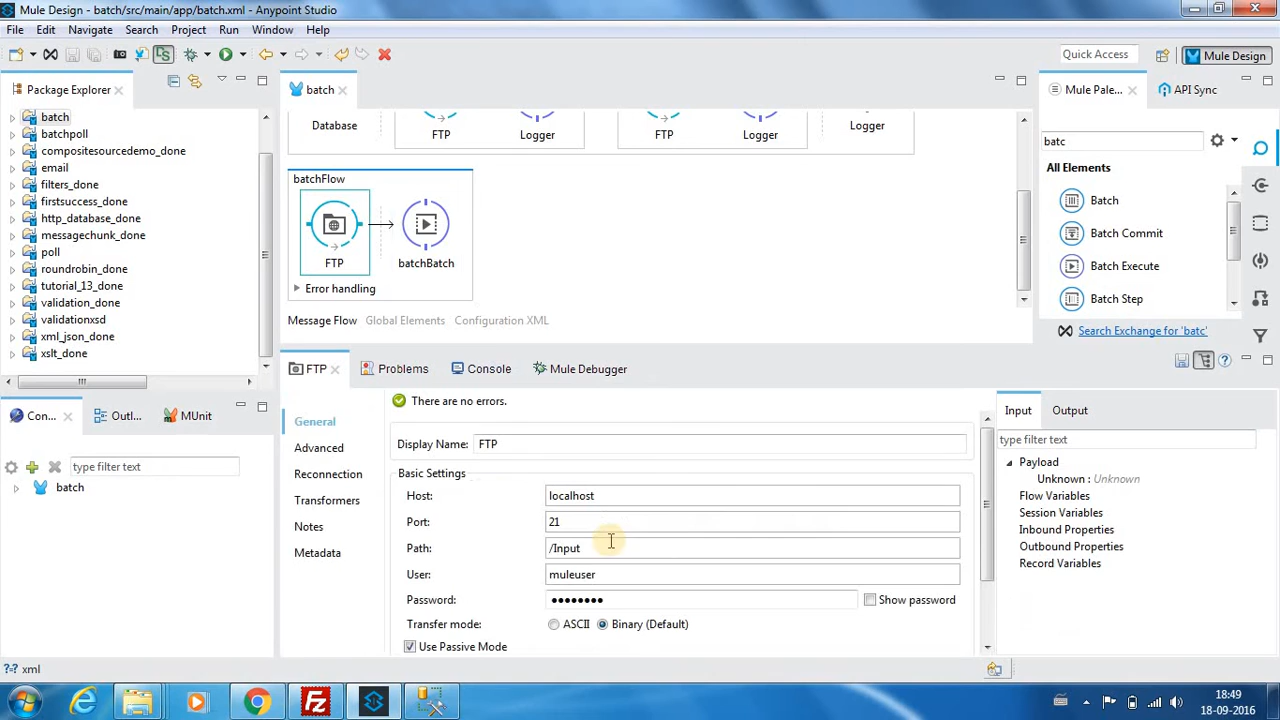 Mule Design - batch/src/main/app/batch.xml - Anypoint Studio
File Edit Navigate Search Project Run Window Help
Quick Access
Mule Design
Package Explorer
batch
batchpoll
compositesourcedemo_done
email
filters_done
firstsuccess_done
http_database_done
messagechunk_done
poll
roundrobin_done
tutorial_13_done
validation_done
validationxsd
xml_json_done
xslt_done
batch
Database
FTP
Logger
FTP
Logger
Logger
batchFlow
FTP
batchBatch
Error handling
Message Flow Global Elements Configuration XML
Mule Pale...
API Sync
batc
All Elements
Batch
Batch Commit
Batch Execute
Batch Step
Search Exchange for 'batc'
Con...
Outl...
MUnit
type filter text
batch
FTP
Problems
Console
Mule Debugger
General
Advanced
Reconnection
Transformers
Notes
Metadata
There are no errors.
Display Name: FTP
Basic Settings
Host: localhost
Port: 21
Path: /Input
User: muleuser
Password: ●●●●●●●● Show password
Transfer mode: ASCII Binary (Default)
Use Passive Mode
Input Output
type filter text
Payload
Unknown : Unknown
Flow Variables
Session Variables
Inbound Properties
Outbound Properties
Record Variables
xml
18:49
18-09-2016